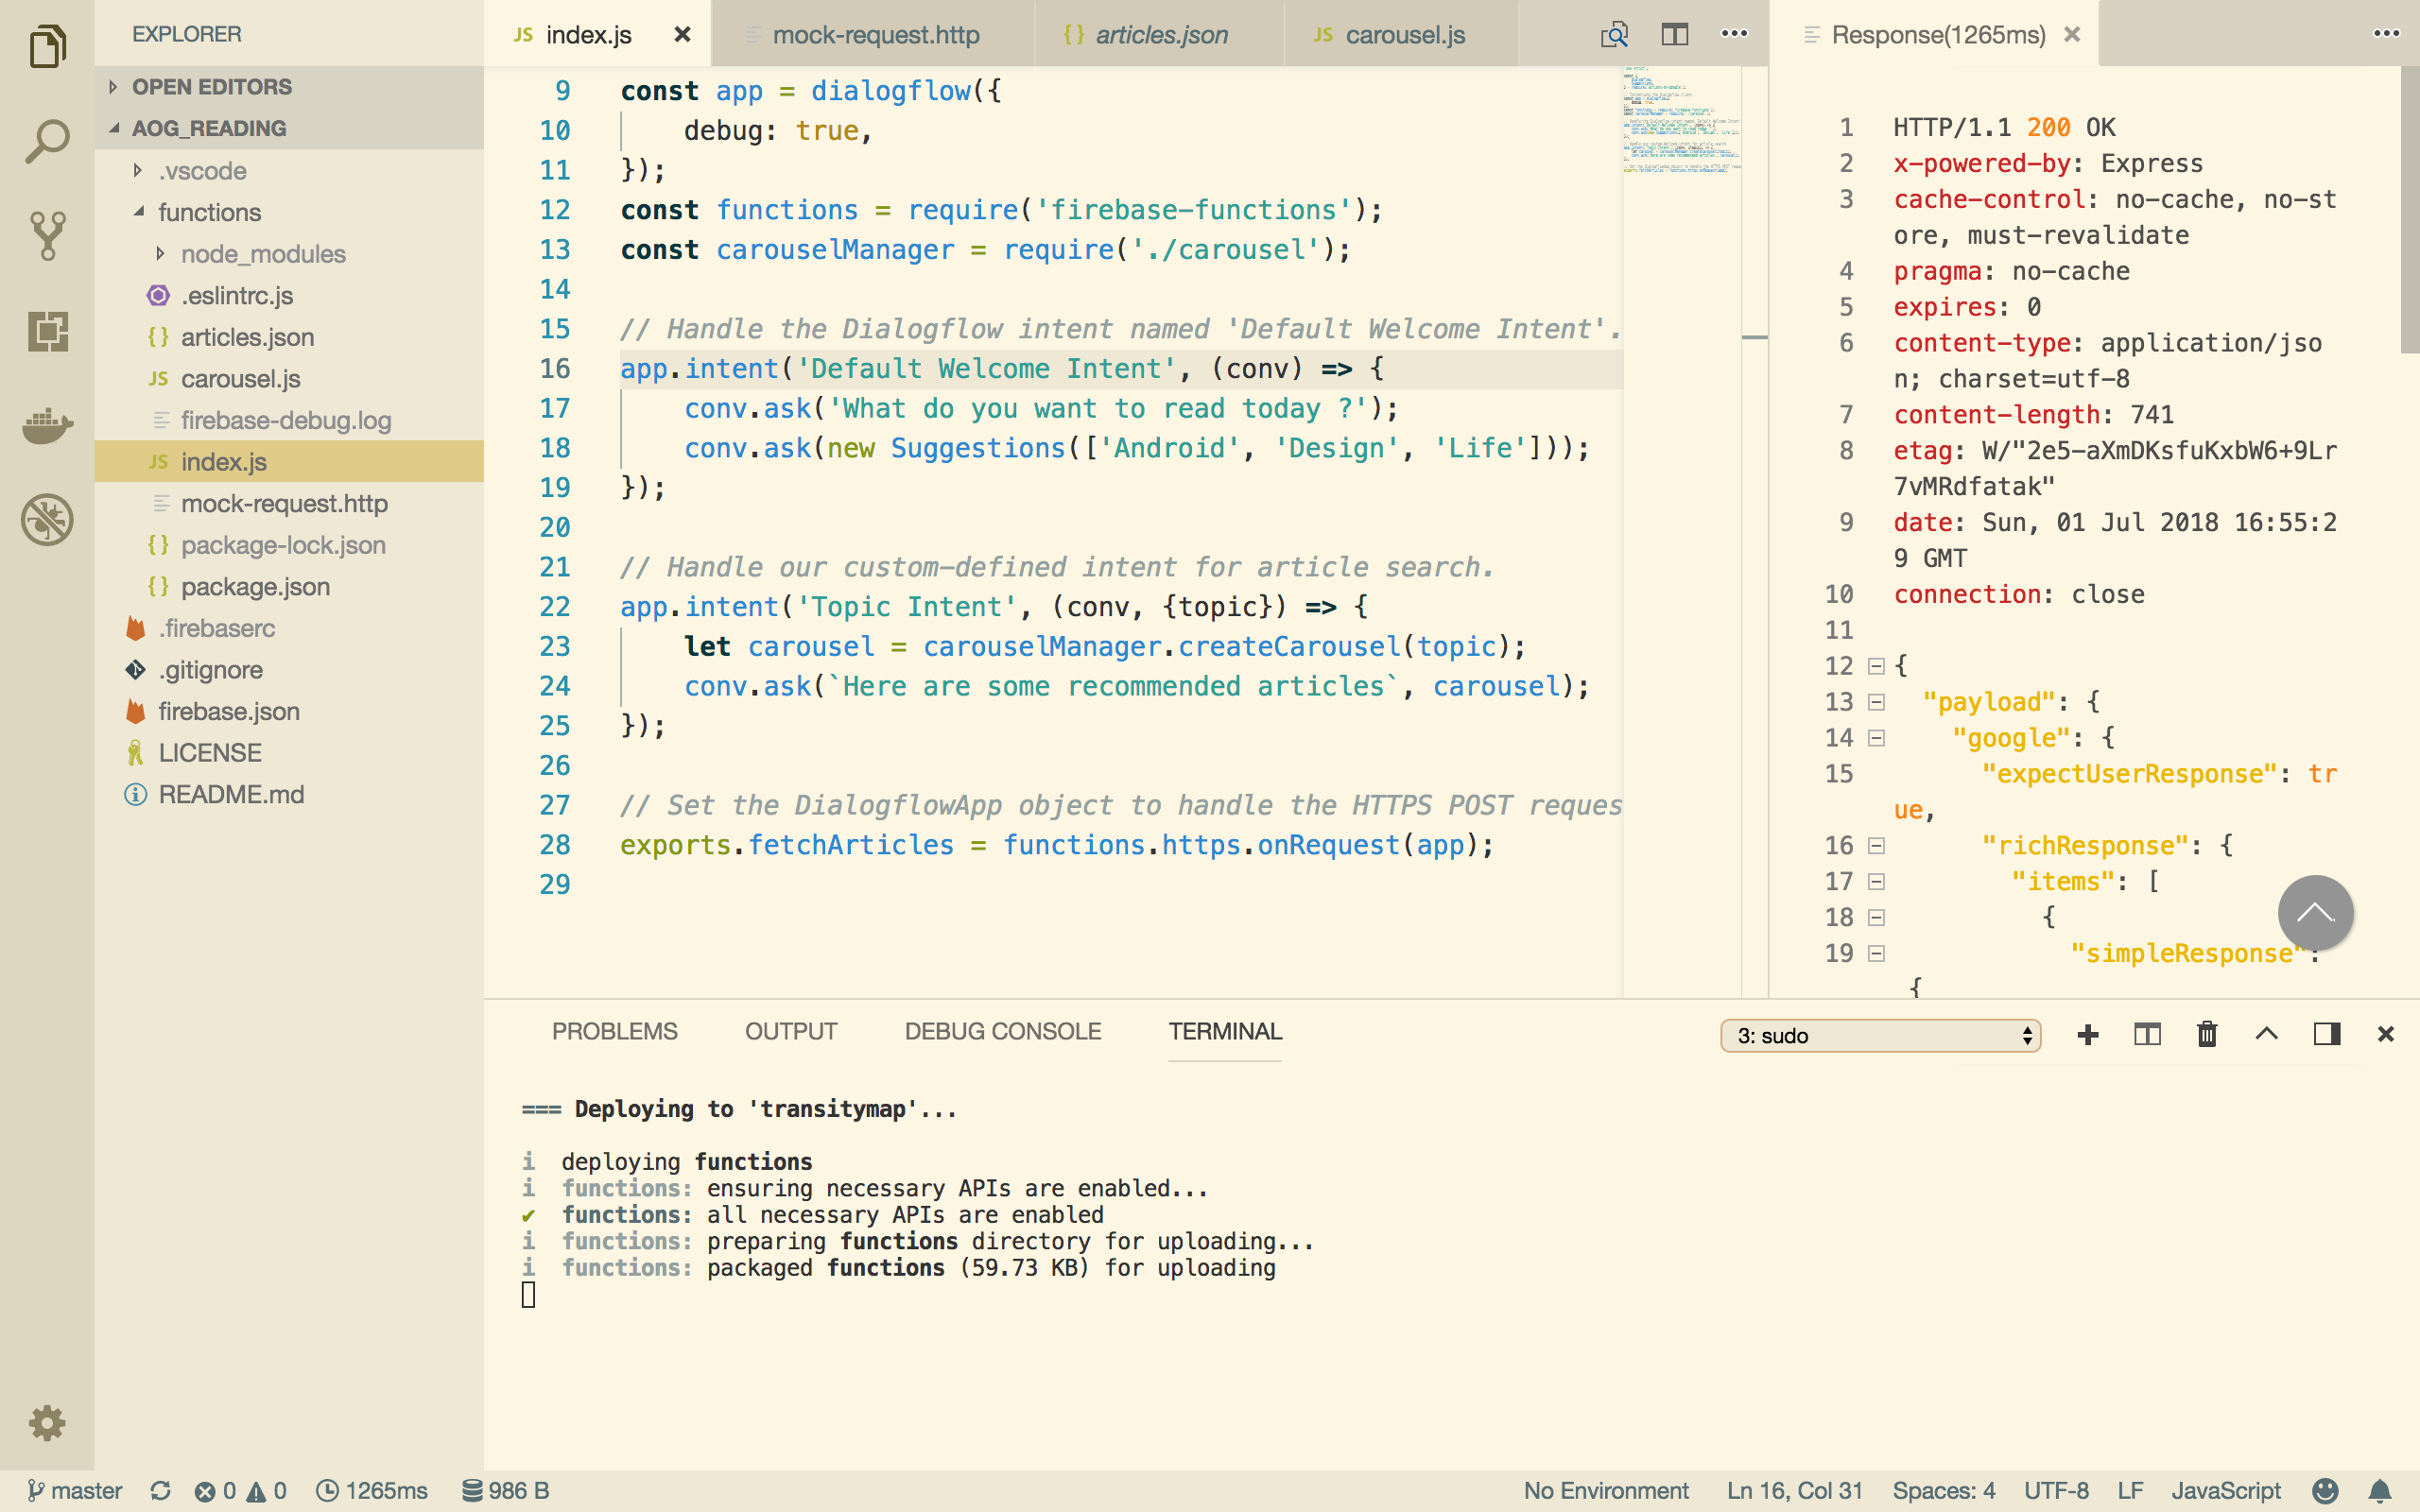 EXPLORER
OPEN EDITORS
AOG_READING
.vscode
functions
node_modules
.eslintrc.js
{} articles.json
JS carousel.js
firebase-debug.log
JS index.js
mock-request.http
{} package-lock.json
{} package.json
.firebaserc
.gitignore
firebase.json
LICENSE
README.md
JS index.js
mock-request.http
{} articles.json
JS carousel.js
9 const app = dialogflow({
10 debug: true,
11 });
12 const functions = require('firebase-functions');
13 const carouselManager = require('./carousel');
14
15 // Handle the Dialogflow intent named 'Default Welcome Intent'.
16 app.intent('Default Welcome Intent', (conv) => {
17 conv.ask('What do you want to read today ?');
18 conv.ask(new Suggestions(['Android', 'Design', 'Life']));
19 });
20
21 // Handle our custom-defined intent for article search.
22 app.intent('Topic Intent', (conv, {topic}) => {
23 let carousel = carouselManager.createCarousel(topic);
24 conv.ask(`Here are some recommended articles`, carousel);
25 });
26
27 // Set the DialogflowApp object to handle the HTTPS POST reques
28 exports.fetchArticles = functions.https.onRequest(app);
29
Response(1265ms)
1 HTTP/1.1 200 OK
2 x-powered-by: Express
3 cache-control: no-cache, no-st
ore, must-revalidate
4 pragma: no-cache
5 expires: 0
6 content-type: application/jso
n; charset=utf-8
7 content-length: 741
8 etag: W/"2e5-aXmDKsfuKxbW6+9Lr
7vMRdfatak"
9 date: Sun, 01 Jul 2018 16:55:2
9 GMT
10 connection: close
11
12 {
13 "payload": {
14 "google": {
15 "expectUserResponse": tr
ue,
16 "richResponse": {
17 "items": [
18 {
19 "simpleResponse":
{
PROBLEMS
OUTPUT
DEBUG CONSOLE
TERMINAL
3: sudo
=== Deploying to 'transitymap'...
i deploying functions
i functions: ensuring necessary APIs are enabled...
✔ functions: all necessary APIs are enabled
i functions: preparing functions directory for uploading...
i functions: packaged functions (59.73 KB) for uploading
master
0
0
1265ms
986 B
No Environment
Ln 16, Col 31
Spaces: 4
UTF-8
LF
JavaScript